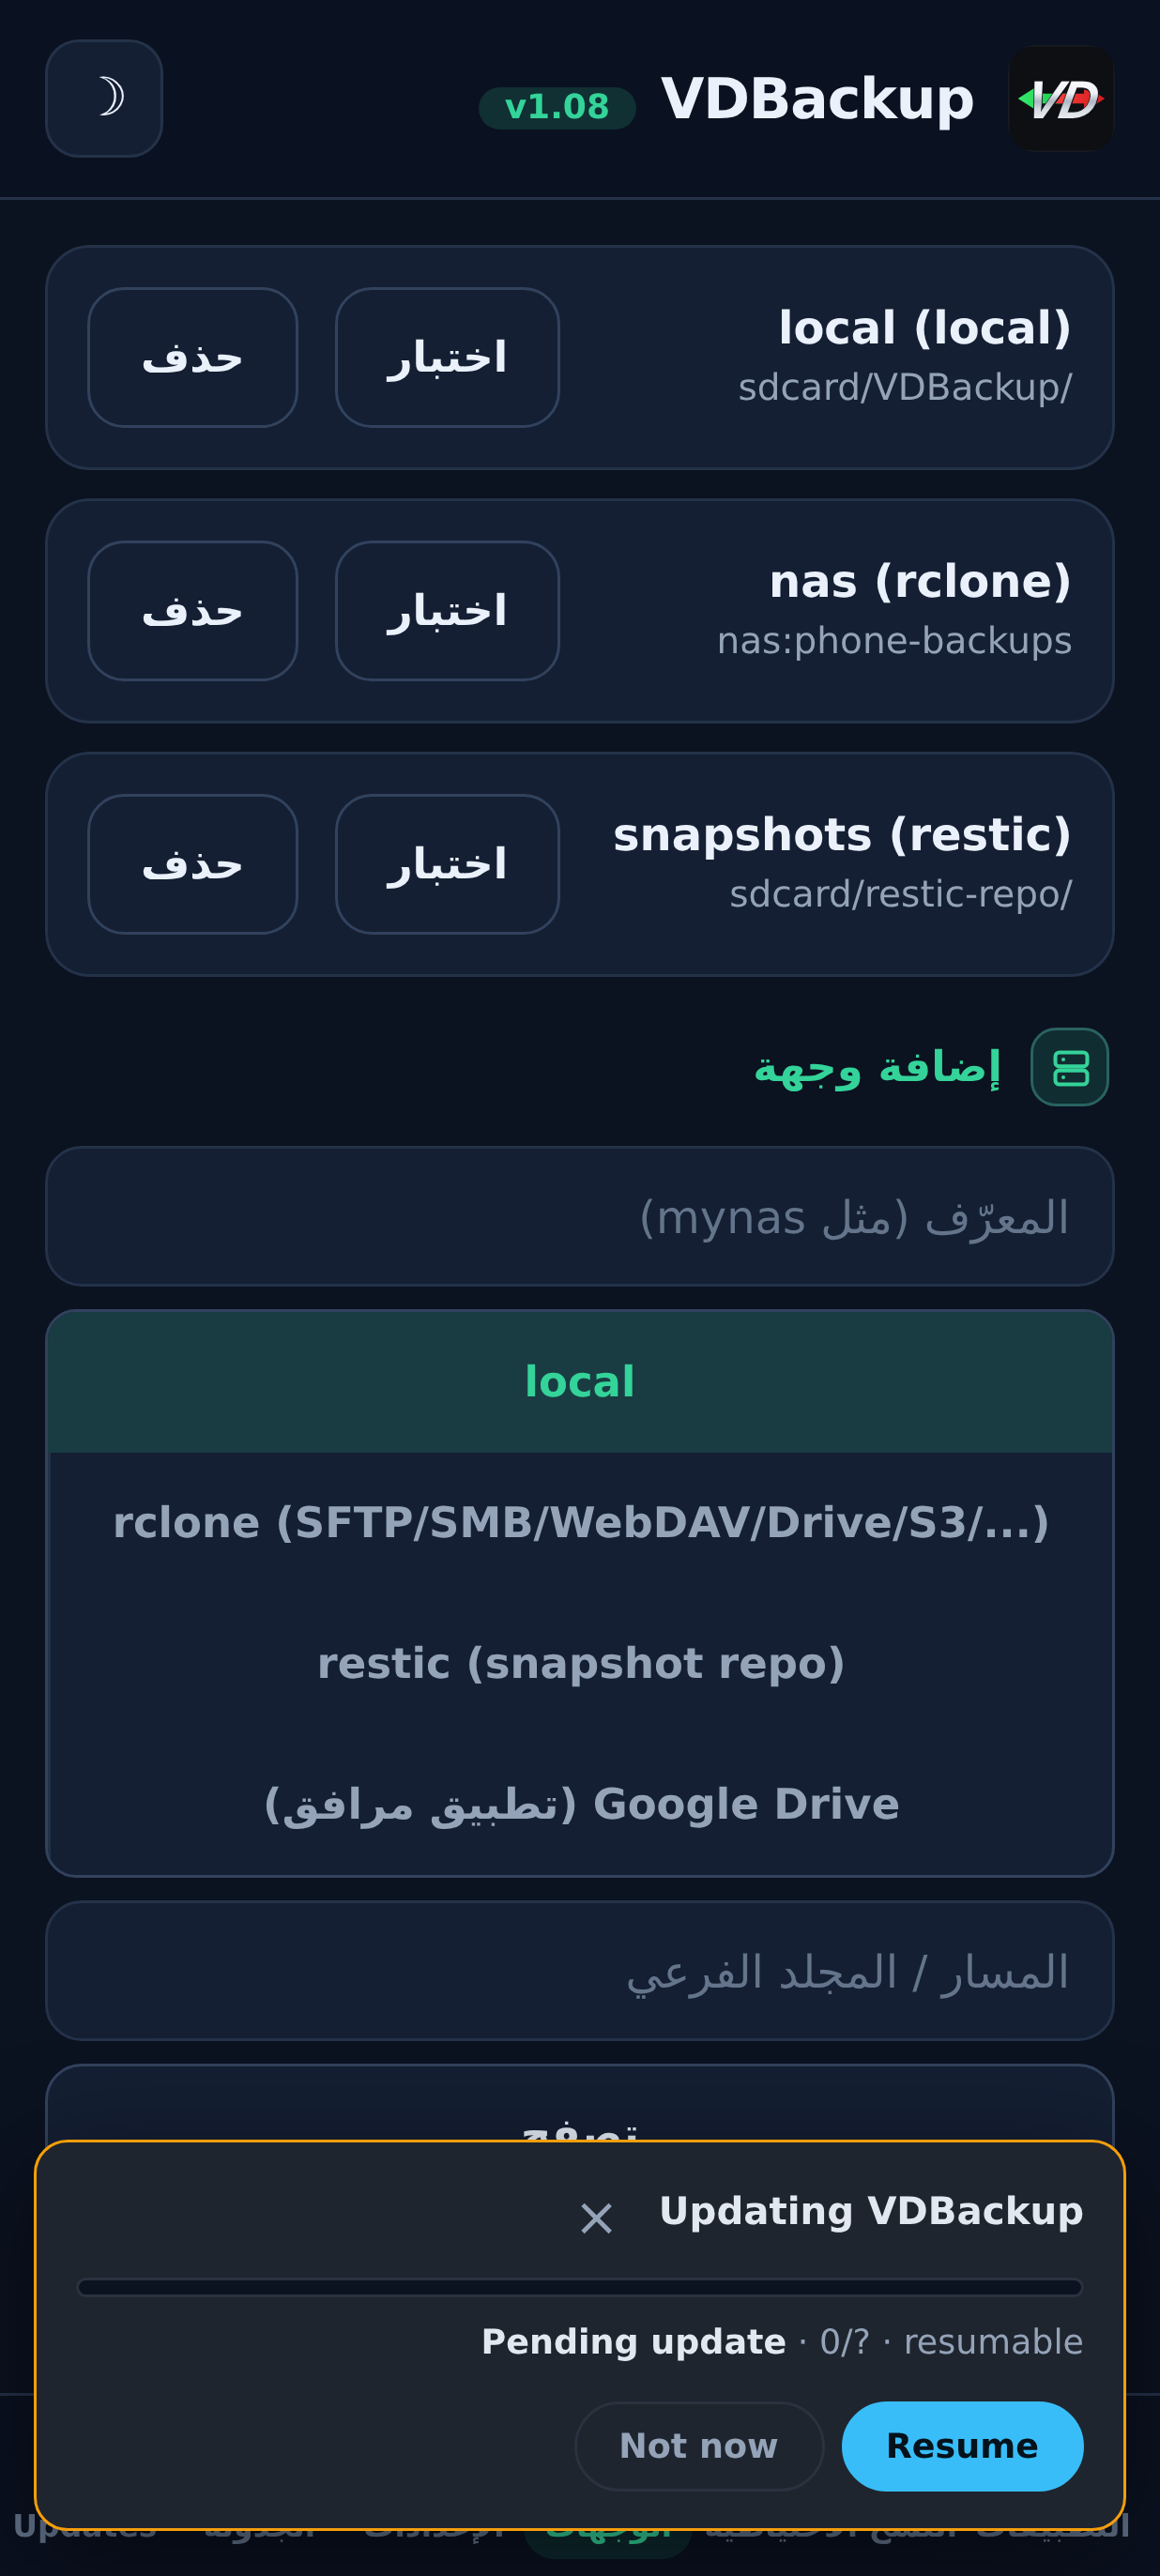 VD VDBackup v1.08
local (local)
sdcard/VDBackup/
اختبار حذف
nas (rclone)
nas:phone-backups
اختبار حذف
snapshots (restic)
sdcard/restic-repo/
اختبار حذف
إضافة وجهة
المعرّف (مثل mynas)
local
rclone (SFTP/SMB/WebDAV/Drive/S3/...)
restic (snapshot repo)
Google Drive (تطبيق مرافق)
المسار / المجلد الفرعي
Updating VDBackup ×
Pending update · 0/? · resumable
Resume Not now